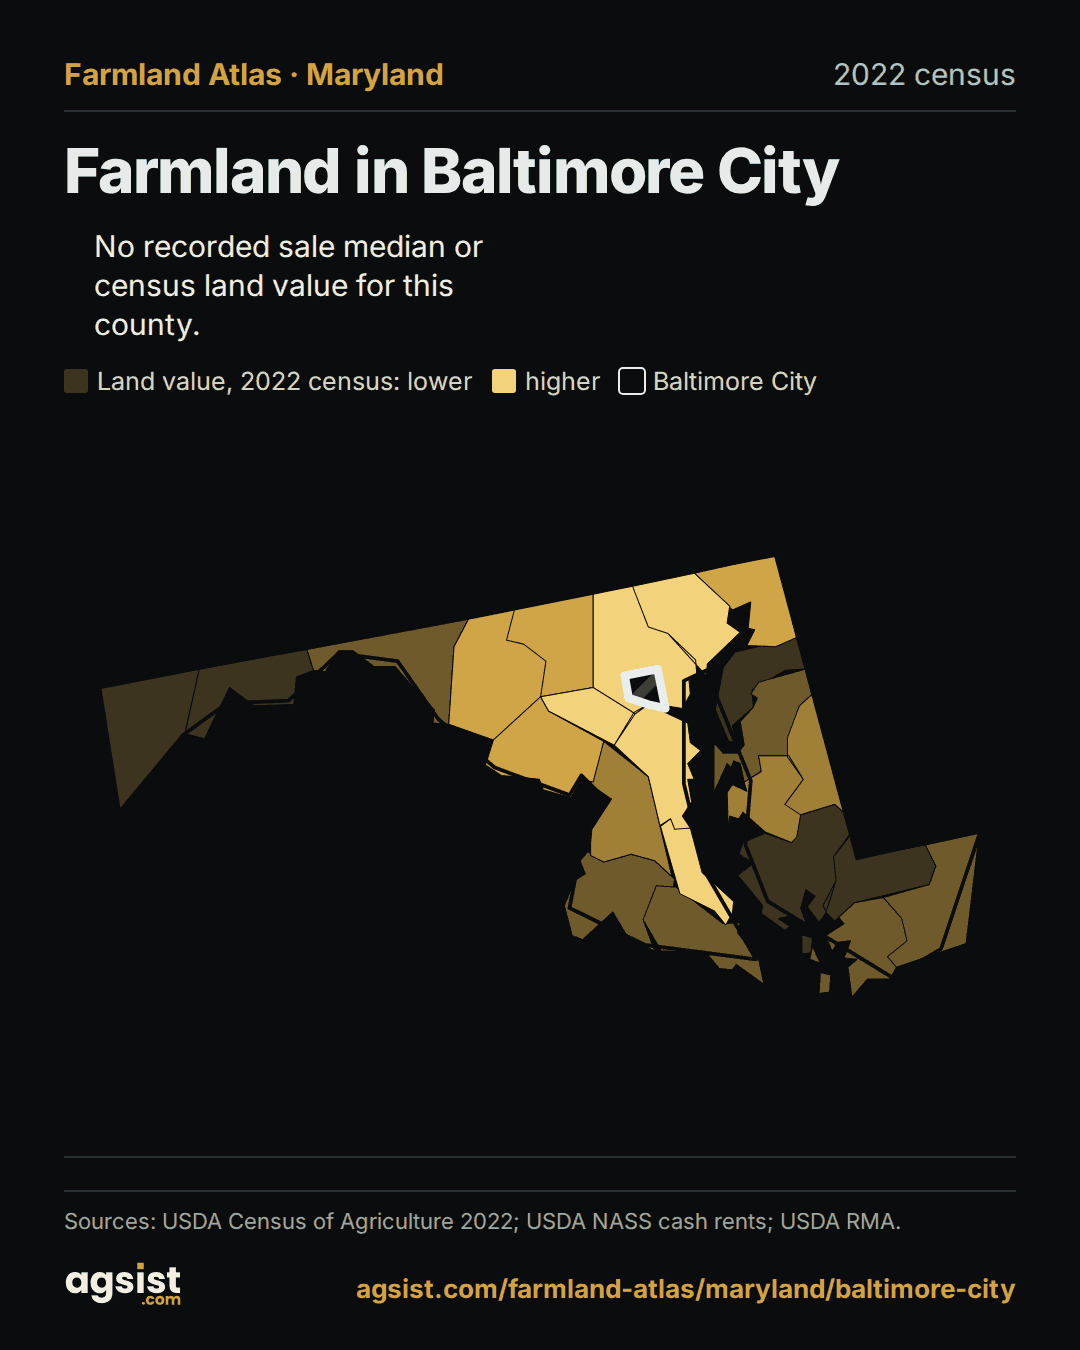 Farmland Atlas · Maryland
2022 census
Farmland in Baltimore City
No recorded sale median or
census land value for this
county.
Land value, 2022 census: lower
higher
Baltimore City
Sources: USDA Census of Agriculture 2022; USDA NASS cash rents; USDA RMA.
agsist
.com
agsist.com/farmland-atlas/maryland/baltimore-city